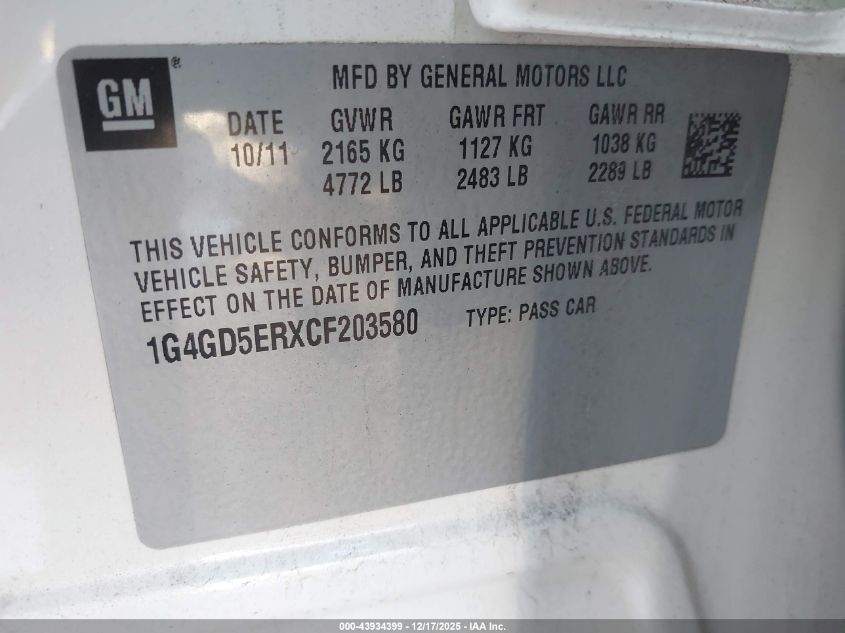 GM®
MFD BY GENERAL MOTORS LLC
DATE GVWR GAWR FRT GAWR RR
10/11 2165 KG 1127 KG 1038 KG
4772 LB 2483 LB 2289 LB
THIS VEHICLE CONFORMS TO ALL APPLICABLE U.S. FEDERAL MOTOR
VEHICLE SAFETY, BUMPER, AND THEFT PREVENTION STANDARDS IN
EFFECT ON THE DATE OF MANUFACTURE SHOWN ABOVE.
1G4GD5ERXCF203580 TYPE: PASS CAR
000-43934399 - 12/17/2025 - IAA Inc.